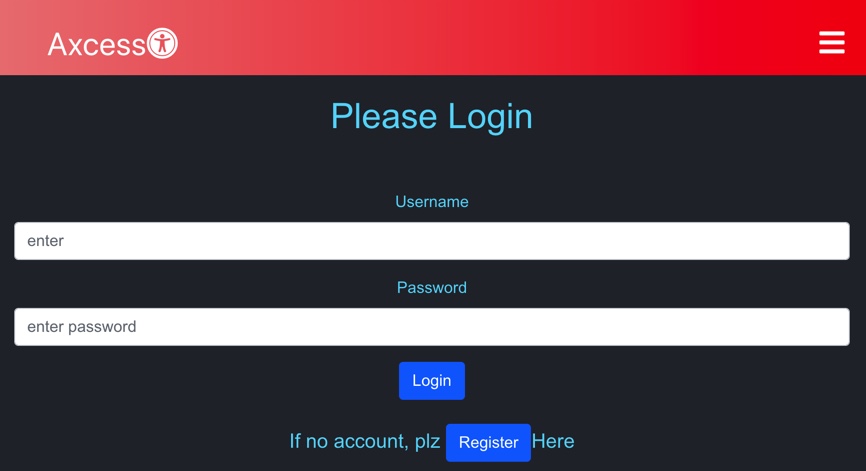 Axcess
Please Login
Username
enter
Password
enter password
Login
If no account, plz Register Here